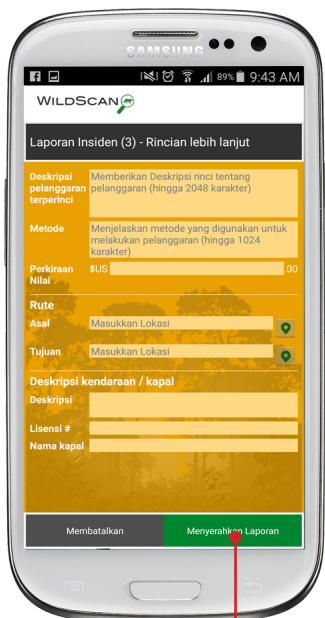 SAMSUNG
89% 9:43 AM
WILDSCAN
Laporan Insiden (3) - Rincian lebih lanjut
Deskripsi pelanggaran terperinci
Memberikan Deskripsi rinci tentang
pelanggaran (hingga 2048 karakter)
Metode
Menjelaskan metode yang digunakan untuk
melakukan pelanggaran (hingga 1024
karakter)
Perkiraan Nilai
$US .00
Rute
Asal Masukkan Lokasi
Tujuan Masukkan Lokasi
Deskripsi kendaraan / kapal
Deskripsi
Lisensi #
Nama kapal
Membatalkan Menyerahkan Laporan